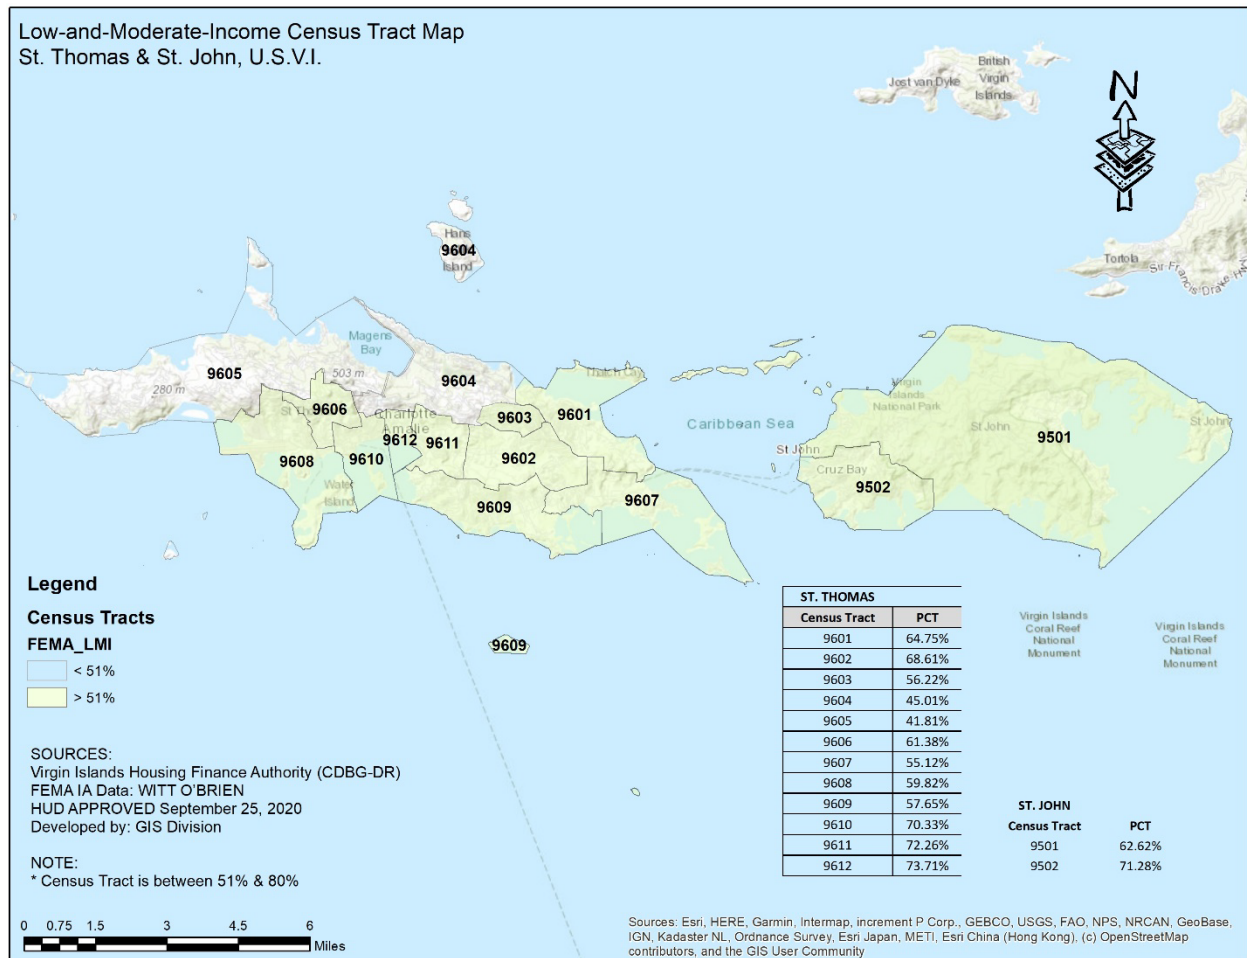 Low-and-Moderate-Income Census Tract Map
St. Thomas & St. John, U.S.V.I.
British
Virgin
Islands
Jost van Dyke
N
Tortola
Sir Francis Drake
Hans
9604
Island
Magens
Bay
9605
280 m
503 m
9604
Thatch Cay
9606
9603
9601
Charlotte
Amalie
9612
9611
9602
9608
9610
Water
Island
9609
9607
Caribbean Sea
Virgin
Islands
National Park
St John
St John
St John
9501
Cruz Bay
9502
9609
Legend
Census Tracts
FEMA_LMI
< 51%
> 51%
SOURCES:
Virgin Islands Housing Finance Authority (CDBG-DR)
FEMA IA Data: WITT O'BRIEN
HUD APPROVED September 25, 2020
Developed by: GIS Division
NOTE:
* Census Tract is between 51% & 80%
0 0.75 1.5 3 4.5 6
Miles
ST. THOMAS
Census Tract PCT
9601 64.75%
9602 68.61%
9603 56.22%
9604 45.01%
9605 41.81%
9606 61.38%
9607 55.12%
9608 59.82%
9609 57.65%
9610 70.33%
9611 72.26%
9612 73.71%
ST. JOHN
Census Tract PCT
9501 62.62%
9502 71.28%
Virgin Islands
Coral Reef
National
Monument
Virgin Islands
Coral Reef
National
Monument
Sources: Esri, HERE, Garmin, Intermap, increment P Corp., GEBCO, USGS, FAO, NPS, NRCAN, GeoBase,
IGN, Kadaster NL, Ordnance Survey, Esri Japan, METI, Esri China (Hong Kong), (c) OpenStreetMap
contributors, and the GIS User Community